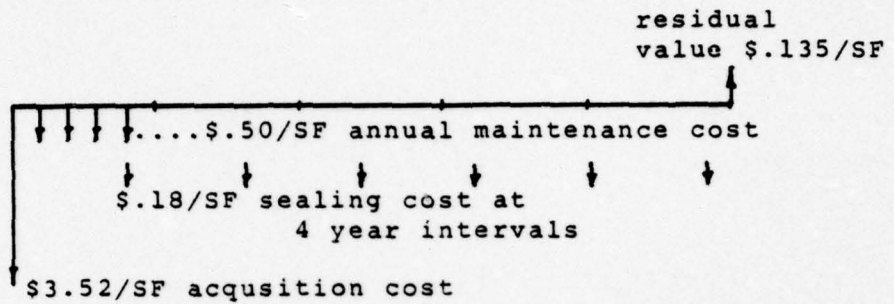 residual
value $.135/SF
....$.50/SF annual maintenance cost
$.18/SF sealing cost at
4 year intervals
$3.52/SF acqusition cost